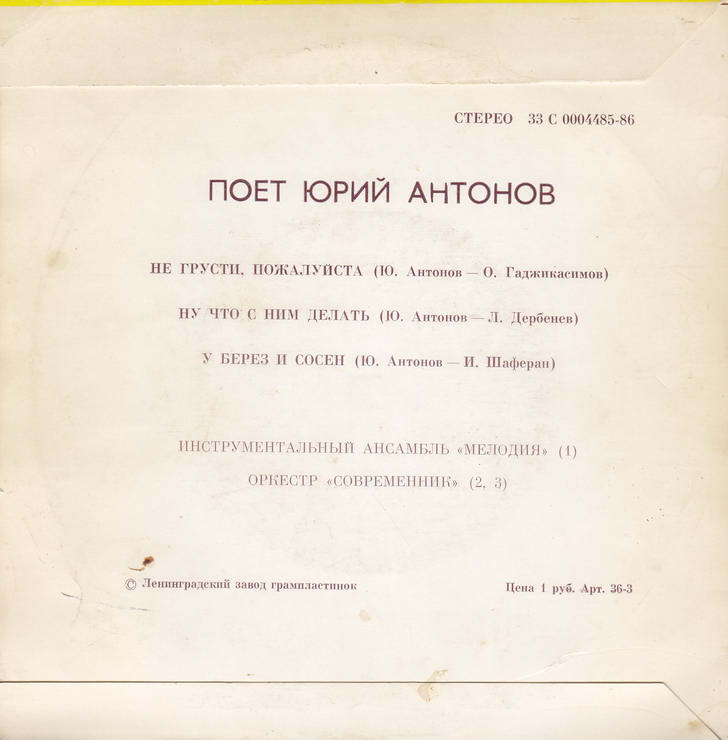 СТЕРЕО 33 С 0004485-86
ПОЕТ ЮРИЙ АНТОНОВ
НЕ ГРУСТИ, ПОЖАЛУЙСТА (Ю. Антонов — О. Гаджикасимов)
НУ ЧТО С НИМ ДЕЛАТЬ (Ю. Антонов — Л. Дербенев)
У БЕРЕЗ И СОСЕН (Ю. Антонов — И. Шаферан)
ИНСТРУМЕНТАЛЬНЫЙ АНСАМБЛЬ «МЕЛОДИЯ» (1)
ОРКЕСТР «СОВРЕМЕННИК» (2, 3)
© Ленинградский завод грампластинок Цена 1 руб. Арт. 36-3